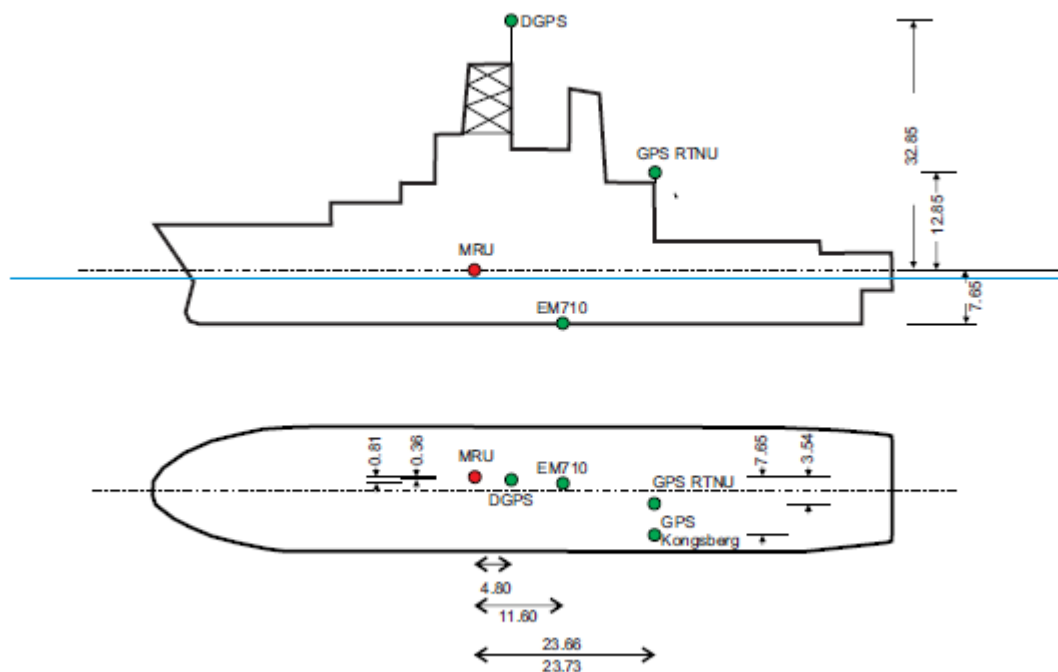 DGPS
GPS RTNU
32.85
12.85
MRU
7.65
EM710
0.81
0.36
MRU
EM710
7.65
3.54
DGPS
GPS RTNU
GPS
Kongsberg
4.80
11.60
23.66
23.73